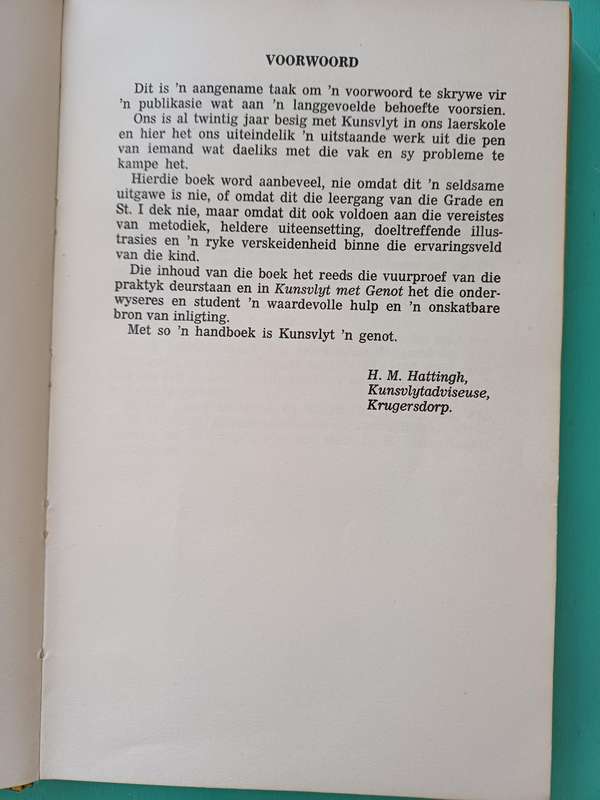 VOORWOORD
Dit is 'n aangename taak om 'n voorwoord te skrywe vir
'n publikasie wat aan 'n langgevoelde behoefte voorsien.
Ons is al twintig jaar besig met Kunsvlyt in ons laerskole
en hier het ons uiteindelik 'n uitstaande werk uit die pen
van iemand wat daeliks met die vak en sy probleme te
kampe het.
Hierdie boek word aanbeveel, nie omdat dit 'n seldsame
uitgawe is nie, of omdat dit die leergang van die Grade en
St. I dek nie, maar omdat dit ook voldoen aan die vereistes
van metodiek, heldere uiteensetting, doeltreffende illus-
trasies en 'n ryke verskeidenheid binne die ervaringsveld
van die kind.
Die inhoud van die boek het reeds die vuurproef van die
praktyk deurstaan en in Kunsvlyt met Genot het die onder-
wyseres en student 'n waardevolle hulp en 'n onskatbare
bron van inligting.
Met so 'n handboek is Kunsvlyt 'n genot.
H. M. Hattingh,
Kunsvlytadviseuse,
Krugersdorp.